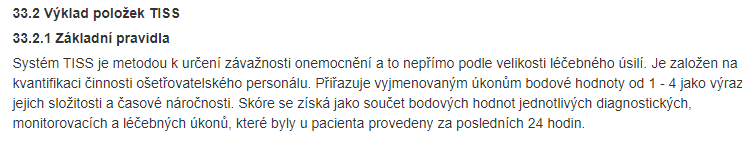 33.2 Výklad položek TISS
33.2.1 Základní pravidla
Systém TISS je metodou k určení závažnosti onemocnění a to nepřímo podle velikosti léčebného úsilí. Je založen na
kvantifikaci činnosti ošetřovatelského personálu. Přiřazuje vyjmenovaným úkonům bodové hodnoty od 1 - 4 jako výraz
jejich složitosti a časové náročnosti. Skóre se získá jako součet bodových hodnot jednotlivých diagnostických,
monitorovacích a léčebných úkonů, které byly u pacienta provedeny za posledních 24 hodin.